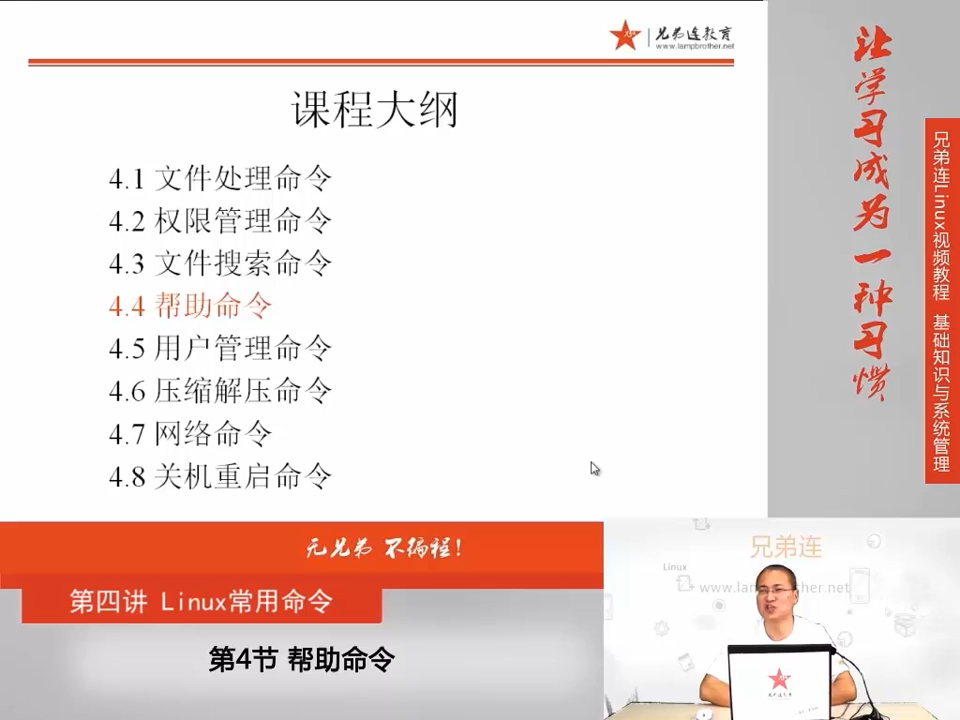 兄弟连教育
www.lampbrother.net
课程大纲
4.1 文件处理命令
4.2 权限管理命令
4.3 文件搜索命令
4.4 帮助命令
4.5 用户管理命令
4.6 压缩解压命令
4.7 网络命令
4.8 关机重启命令
让学习成为一种习惯
兄弟连Linux视频教程 基础知识与系统管理
无兄弟 不编程!
第四讲 Linux常用命令
第4节 帮助命令
兄弟连
Linux